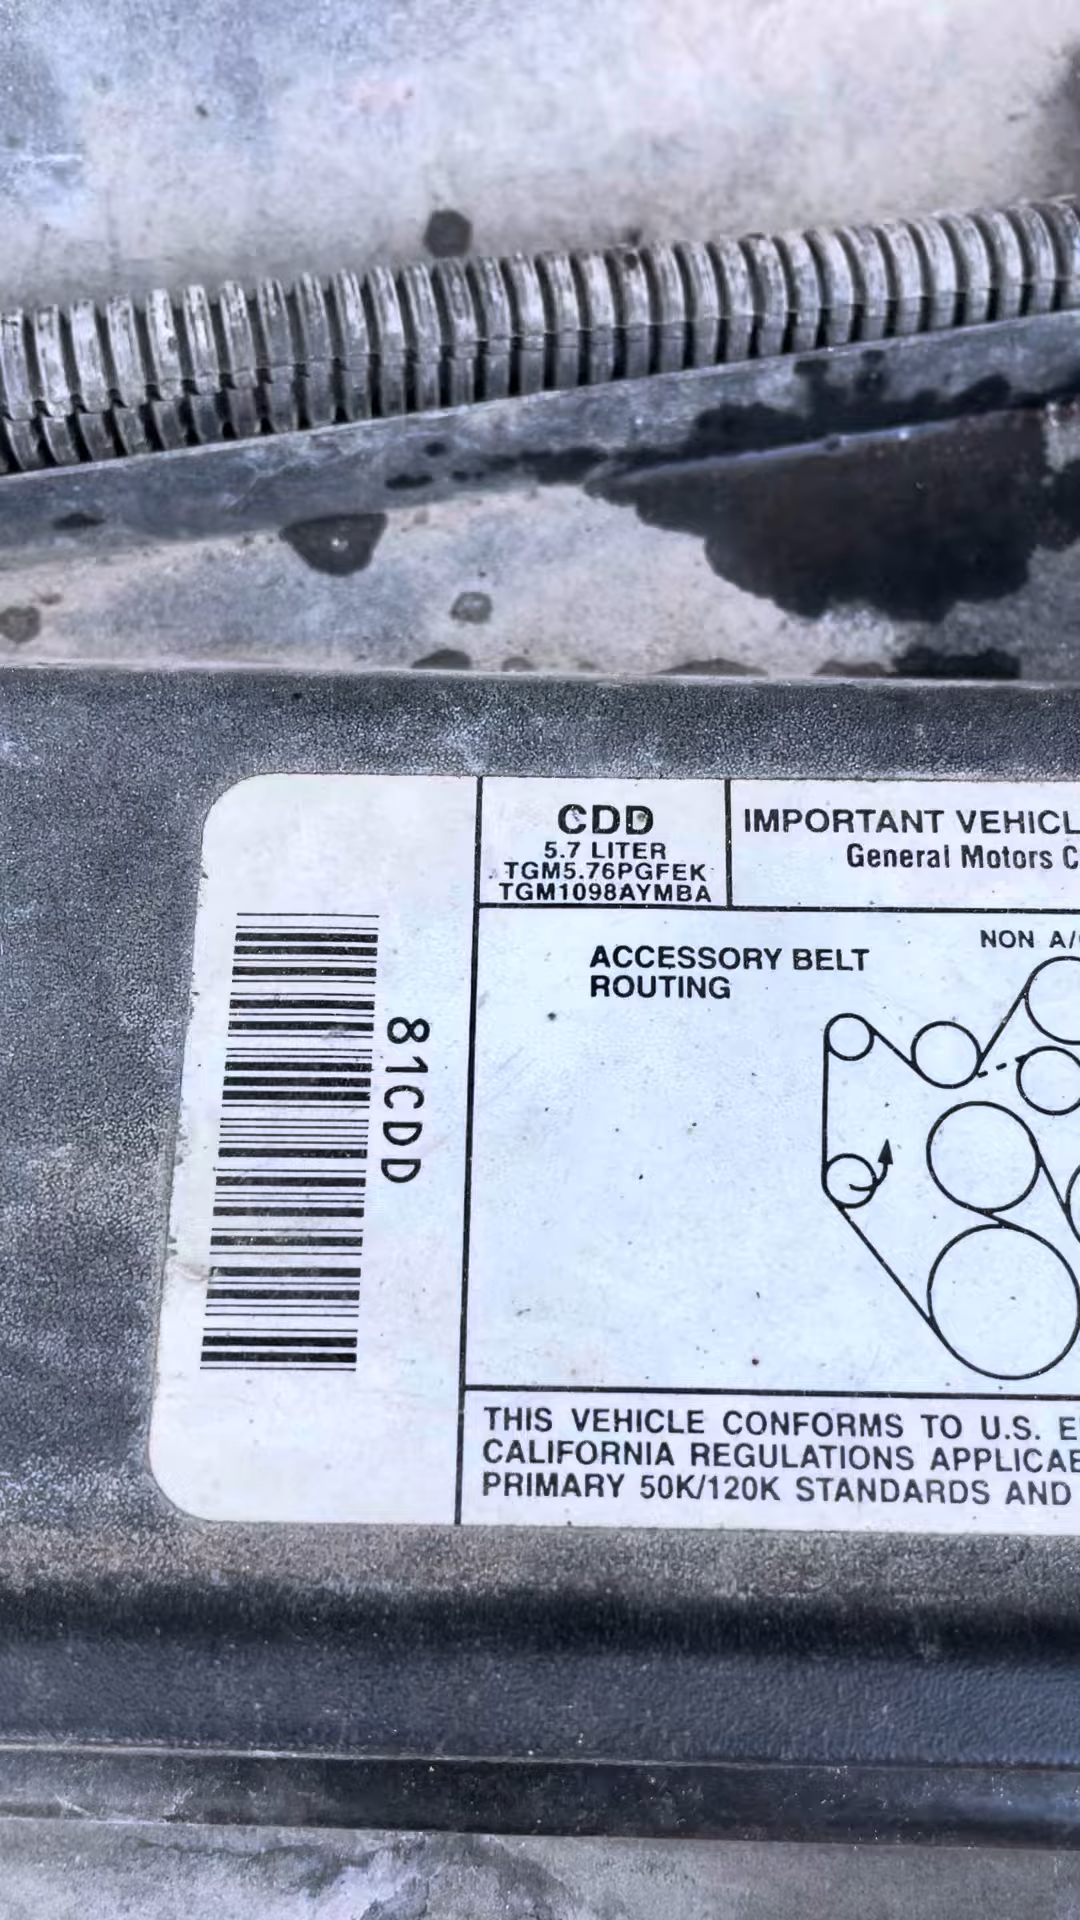 CDD
5.7 LITER
TGM5.76PGFEK
TGM1098AYMBA
IMPORTANT VEHICL
General Motors C
ACCESSORY BELT
ROUTING
NON A/
81CDD
THIS VEHICLE CONFORMS TO U.S. E
CALIFORNIA REGULATIONS APPLICAB
PRIMARY 50K/120K STANDARDS AND